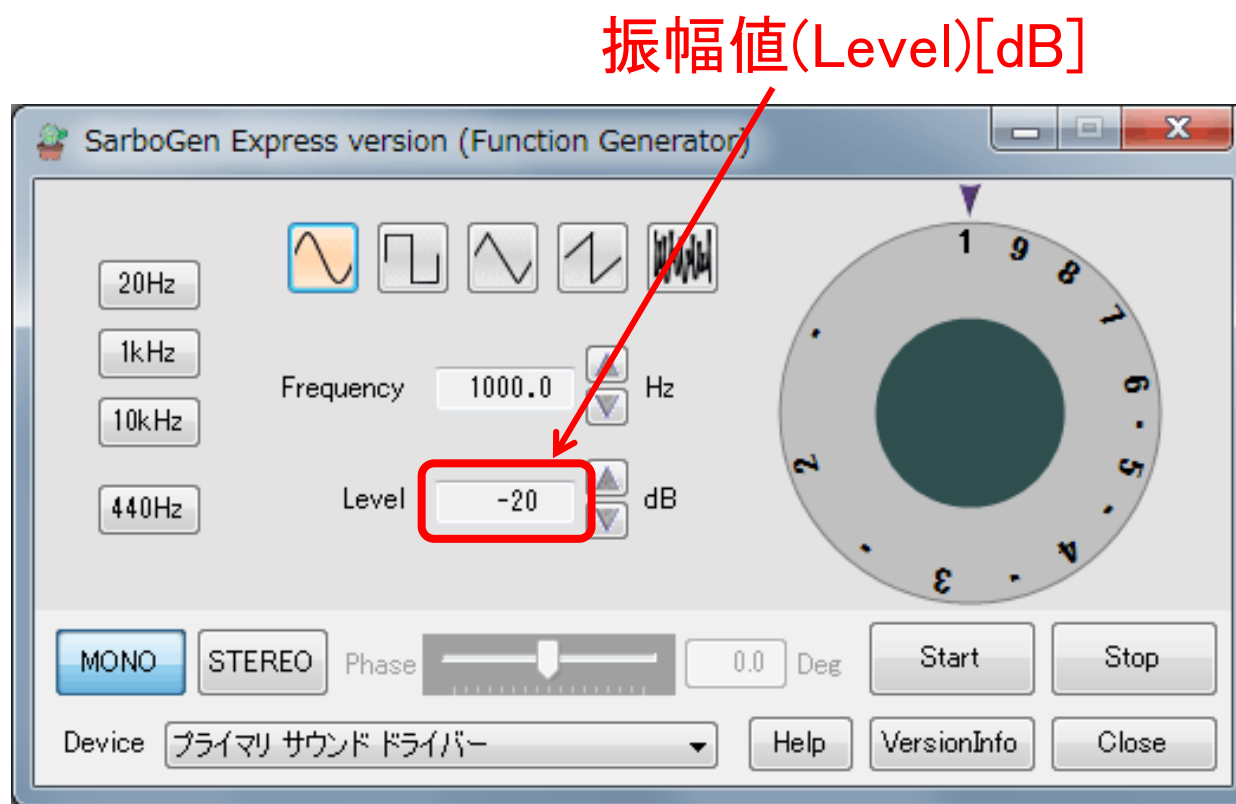 振幅値(Level)[dB]
SarboGen Express version (Function Generator)
20Hz
1kHz
10kHz
440Hz
Frequency 1000.0 Hz
Level -20 dB
1 9 8 7 6 · 5 · 4 · 3 · 2 ·
MONO STEREO Phase 0.0 Deg Start Stop
Device プライマリ サウンド ドライバー Help VersionInfo Close